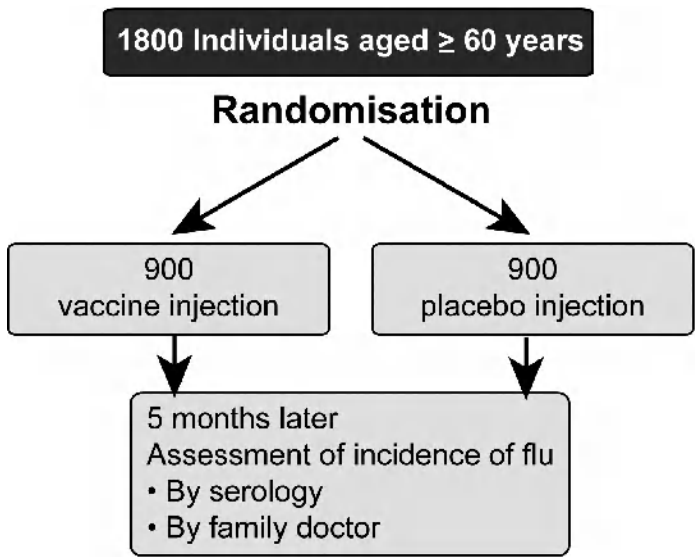 1800 Individuals aged ≥ 60 years
Randomisation
900
vaccine injection
900
placebo injection
5 months later
Assessment of incidence of flu
• By serology
• By family doctor